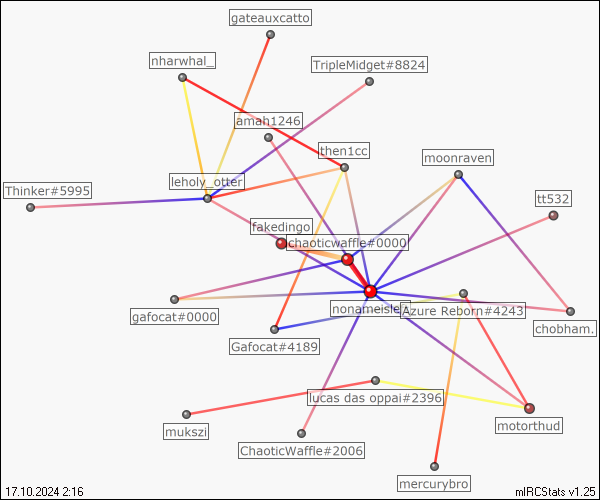 gateauxcatto
nharwhal_
TripleMidget#8824
amah1246
then1cc
moonraven
leholy_otter
Thinker#5995
tt532
fakedingo
chaoticwaffle#0000
gafocat#0000
Azure Reborn#4243
chobham.
Gafocat#4189
lucas das oppai#2396
motorthud
mukszi
ChaoticWaffle#2006
mercurybro
17.10.2024 2:16
mIRCStats v1.25